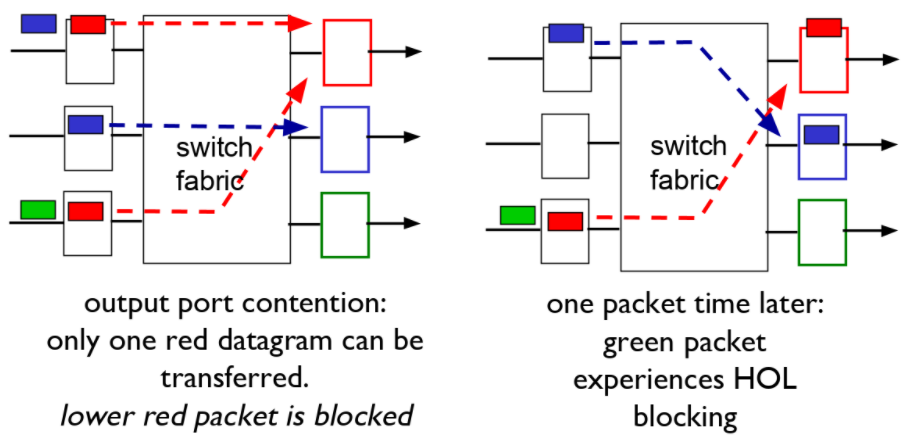 switch
fabric
output port contention:
only one red datagram can be
transferred.
lower red packet is blocked
switch
fabric
one packet time later:
green packet
experiences HOL
blocking